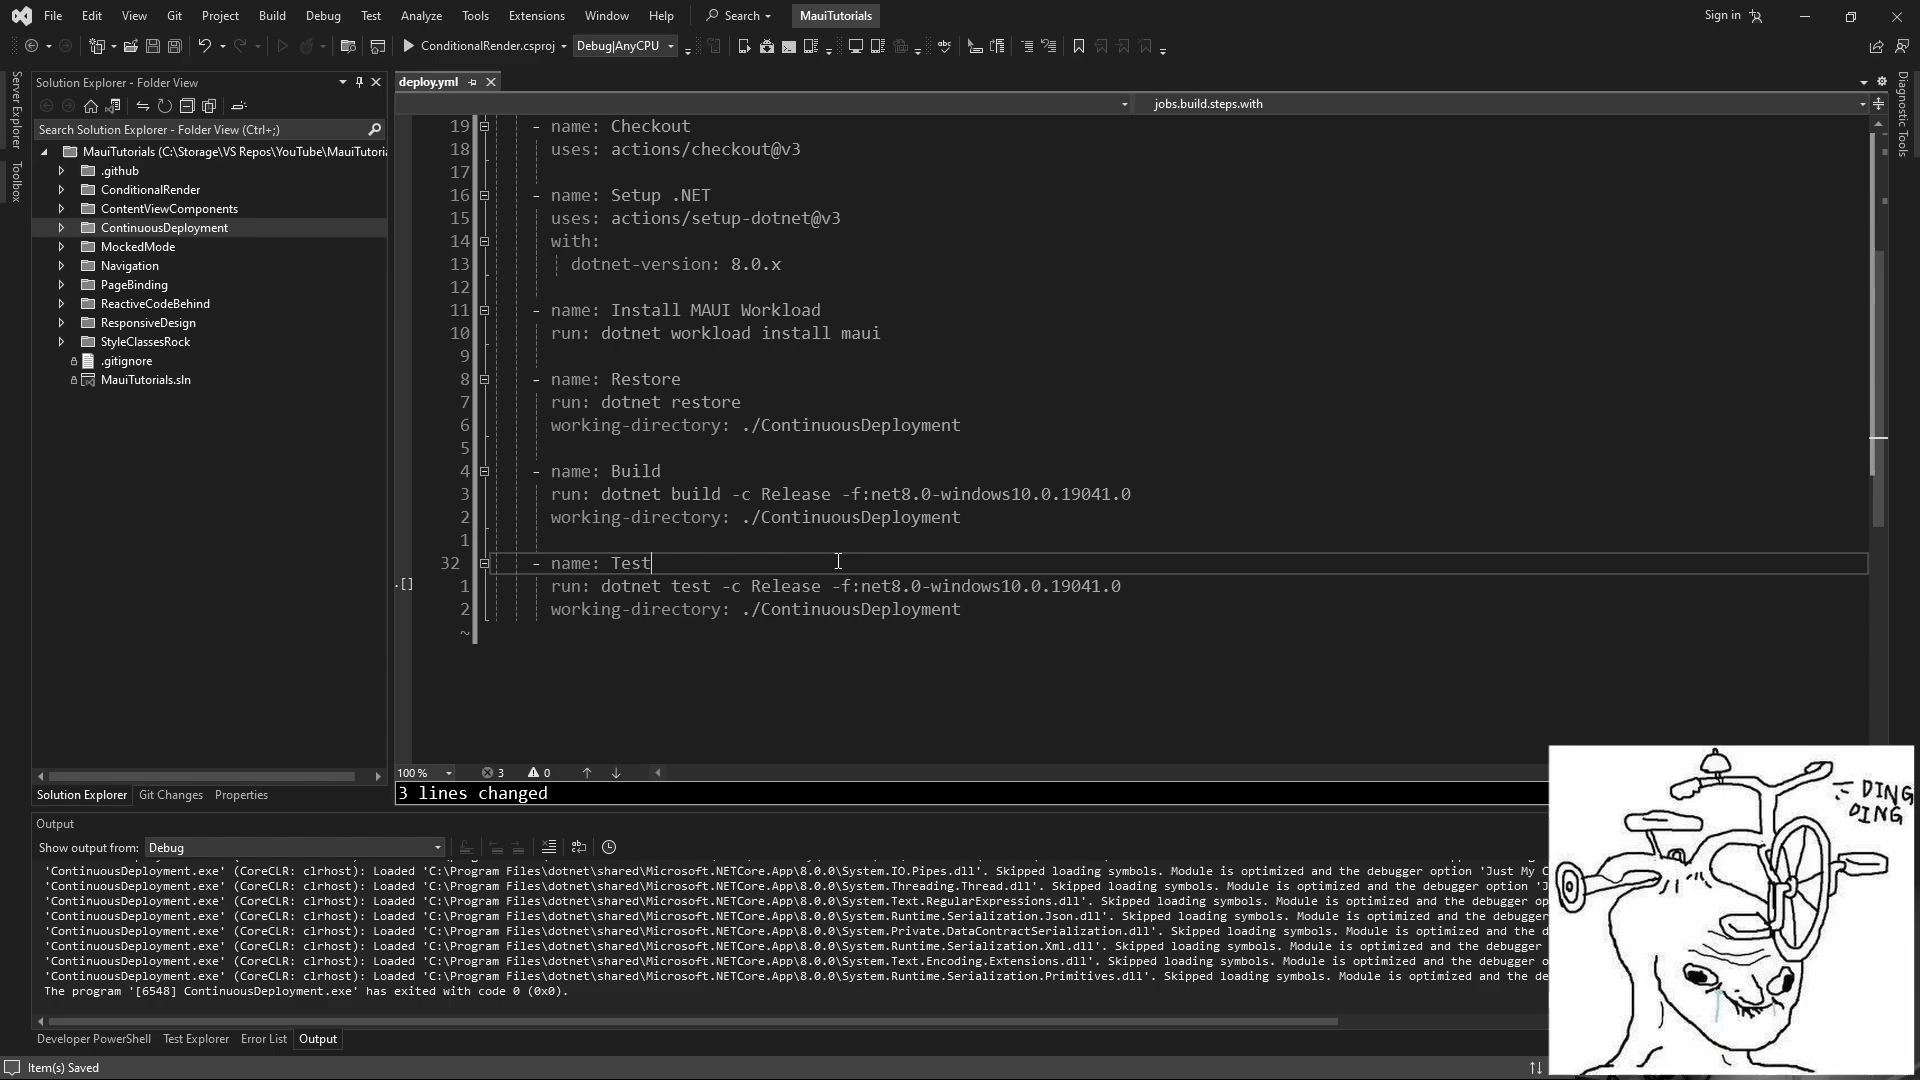 File Edit View Git Project Build Debug Test Analyze Tools Extensions Window Help Search MauiTutorials Sign in
ConditionalRender.csproj Debug|AnyCPU
Server Explorer
Toolbox
Solution Explorer - Folder View
Search Solution Explorer - Folder View (Ctrl+;)
MauiTutorials (C:\Storage\VS Repos\YouTube\MauiTutoria
.github
ConditionalRender
ContentViewComponents
ContinuousDeployment
MockedMode
Navigation
PageBinding
ReactiveCodeBehind
ResponsiveDesign
StyleClassesRock
.gitignore
MauiTutorials.sln
Solution Explorer Git Changes Properties
deploy.yml
jobs.build.steps.with
Diagnostic Tools
19 - name: Checkout
18 uses: actions/checkout@v3
17
16 - name: Setup .NET
15 uses: actions/setup-dotnet@v3
14 with:
13 dotnet-version: 8.0.x
12
11 - name: Install MAUI Workload
10 run: dotnet workload install maui
9
8 - name: Restore
7 run: dotnet restore
6 working-directory: ./ContinuousDeployment
5
4 - name: Build
3 run: dotnet build -c Release -f:net8.0-windows10.0.19041.0
2 working-directory: ./ContinuousDeployment
1
32 - name: Test
1 run: dotnet test -c Release -f:net8.0-windows10.0.19041.0
2 working-directory: ./ContinuousDeployment
~
100 % 3 0
3 lines changed
Output
Show output from: Debug
'ContinuousDeployment.exe' (CoreCLR: clrhost): Loaded 'C:\Program Files\dotnet\shared\Microsoft.NETCore.App\8.0.0\System.IO.Pipes.dll'. Skipped loading symbols. Module is optimized and the debugger option 'Just My C
'ContinuousDeployment.exe' (CoreCLR: clrhost): Loaded 'C:\Program Files\dotnet\shared\Microsoft.NETCore.App\8.0.0\System.Threading.Thread.dll'. Skipped loading symbols. Module is optimized and the debugger option 'J
'ContinuousDeployment.exe' (CoreCLR: clrhost): Loaded 'C:\Program Files\dotnet\shared\Microsoft.NETCore.App\8.0.0\System.Text.RegularExpressions.dll'. Skipped loading symbols. Module is optimized and the debugger op
'ContinuousDeployment.exe' (CoreCLR: clrhost): Loaded 'C:\Program Files\dotnet\shared\Microsoft.NETCore.App\8.0.0\System.Runtime.Serialization.Json.dll'. Skipped loading symbols. Module is optimized and the debugger
'ContinuousDeployment.exe' (CoreCLR: clrhost): Loaded 'C:\Program Files\dotnet\shared\Microsoft.NETCore.App\8.0.0\System.Private.DataContractSerialization.dll'. Skipped loading symbols. Module is optimized and the d
'ContinuousDeployment.exe' (CoreCLR: clrhost): Loaded 'C:\Program Files\dotnet\shared\Microsoft.NETCore.App\8.0.0\System.Runtime.Serialization.Xml.dll'. Skipped loading symbols. Module is optimized and the debugger
'ContinuousDeployment.exe' (CoreCLR: clrhost): Loaded 'C:\Program Files\dotnet\shared\Microsoft.NETCore.App\8.0.0\System.Text.Encoding.Extensions.dll'. Skipped loading symbols. Module is optimized and the debugger o
'ContinuousDeployment.exe' (CoreCLR: clrhost): Loaded 'C:\Program Files\dotnet\shared\Microsoft.NETCore.App\8.0.0\System.Runtime.Serialization.Primitives.dll'. Skipped loading symbols. Module is optimized and the de
The program '[6548] ContinuousDeployment.exe' has exited with code 0 (0x0).
Developer PowerShell Test Explorer Error List Output
Item(s) Saved
DING
DING